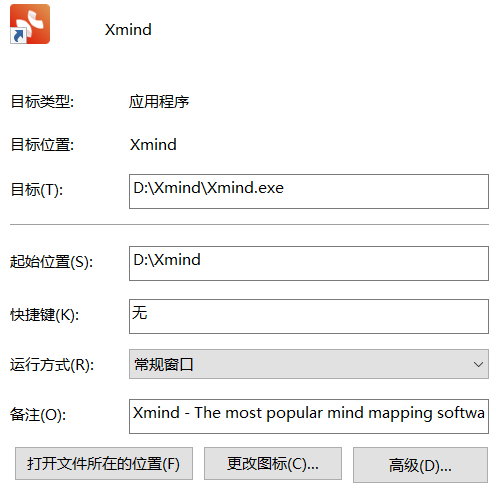 Xmind
目标类型: 应用程序
目标位置: Xmind
目标(T): D:\Xmind\Xmind.exe
起始位置(S): D:\Xmind
快捷键(K): 无
运行方式(R): 常规窗口
备注(O): Xmind - The most popular mind mapping softwa
打开文件所在的位置(F) 更改图标(C)... 高级(D)...